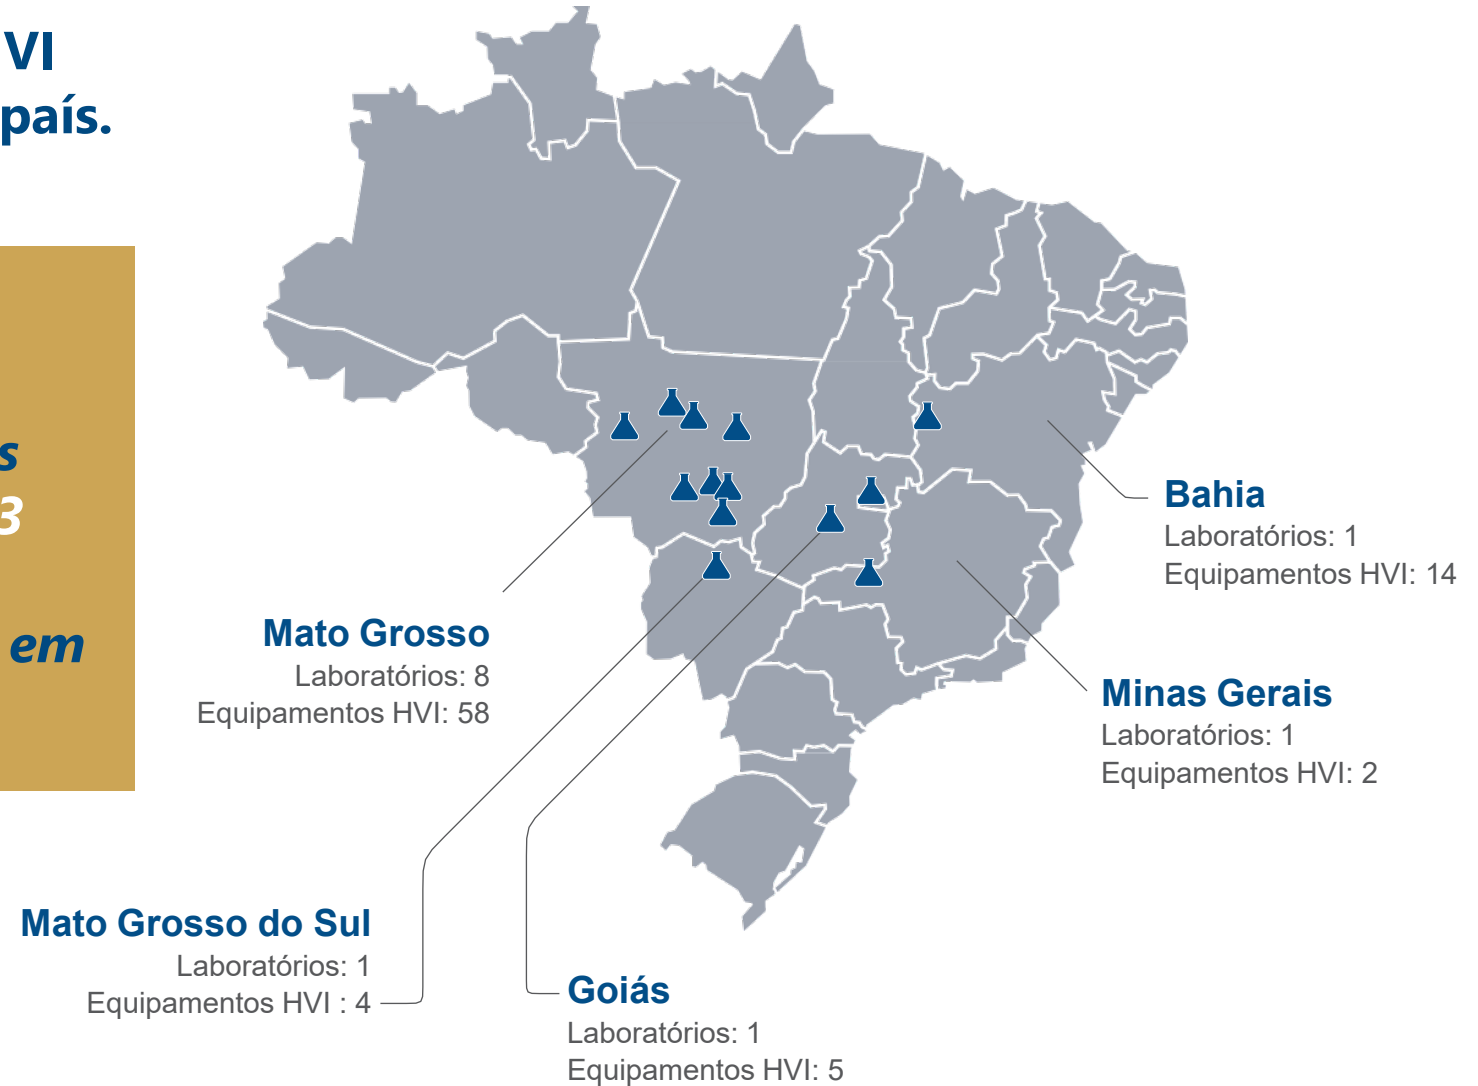 VI
país.
s
3
em
Bahia
Laboratórios: 1
Equipamentos HVI: 14
Mato Grosso
Laboratórios: 8
Equipamentos HVI: 58
Minas Gerais
Laboratórios: 1
Equipamentos HVI: 2
Mato Grosso do Sul
Laboratórios: 1
Equipamentos HVI : 4
Goiás
Laboratórios: 1
Equipamentos HVI: 5